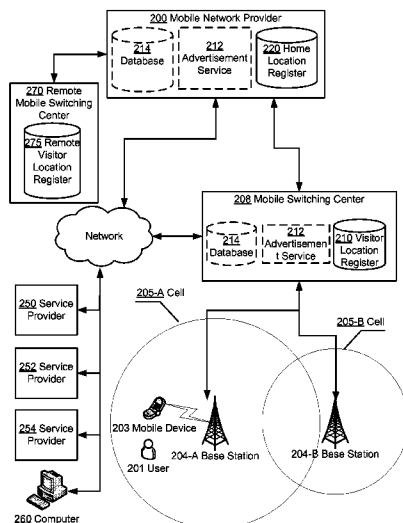 200 Mobile Network Provider
214
Database
212
Advertisement
Service
220 Home
Location
Register
270 Remote
Mobile Switching
Center
275 Remote
Visitor
Location
Register
208 Mobile Switching Center
Network
214
Database
212
Advertisemen
t Service
210 Visitor
Location
Register
250 Service
Provider
205-A Cell
205-B Cell
252 Service
Provider
203 Mobile Device
254 Service
Provider
201 User
204-A Base Station
204-B Base Station
260 Computer